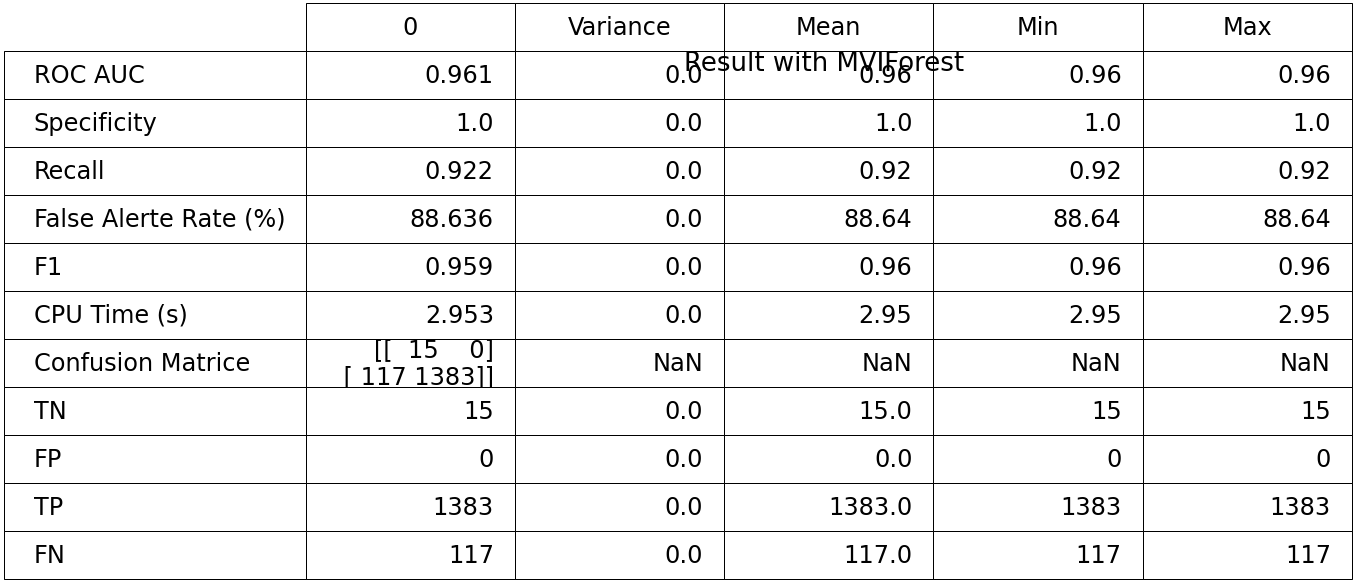 0 Variance Mean Min Max
Result with MVIForest
ROC AUC 0.961 0.0 0.96 0.96 0.96
Specificity 1.0 0.0 1.0 1.0 1.0
Recall 0.922 0.0 0.92 0.92 0.92
False Alerte Rate (%) 88.636 0.0 88.64 88.64 88.64
F1 0.959 0.0 0.96 0.96 0.96
CPU Time (s) 2.953 0.0 2.95 2.95 2.95
[[ 15 0]
Confusion Matrice NaN NaN NaN NaN
[ 117 1383]]
TN 15 0.0 15.0 15 15
FP 0 0.0 0.0 0 0
TP 1383 0.0 1383.0 1383 1383
FN 117 0.0 117.0 117 117